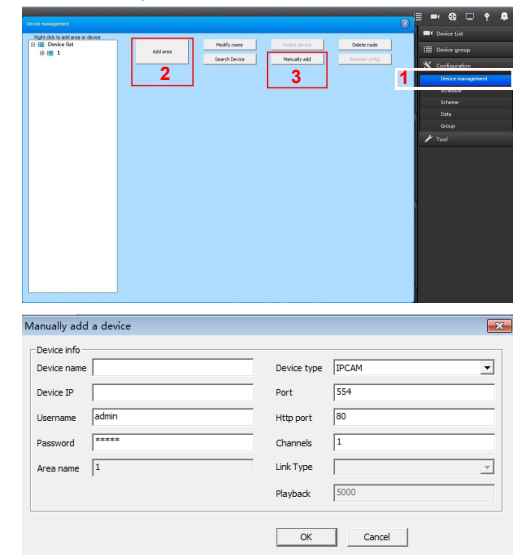 Device management
Right click to add area or device
Device list
1
Add area
2
Modify name
Delete device
Delete node
Search Device
Manually add
Remote config
3
1
Device List
Device group
Configuration
Device management
Schedule
Scheme
Data
Group
Tool
Manually add a device
Device info
Device name
Device type IPCAM
Device IP
Port 554
Username admin
Http port 80
Password *****
Channels 1
Area name 1
Link Type
Playback 5000
OK Cancel